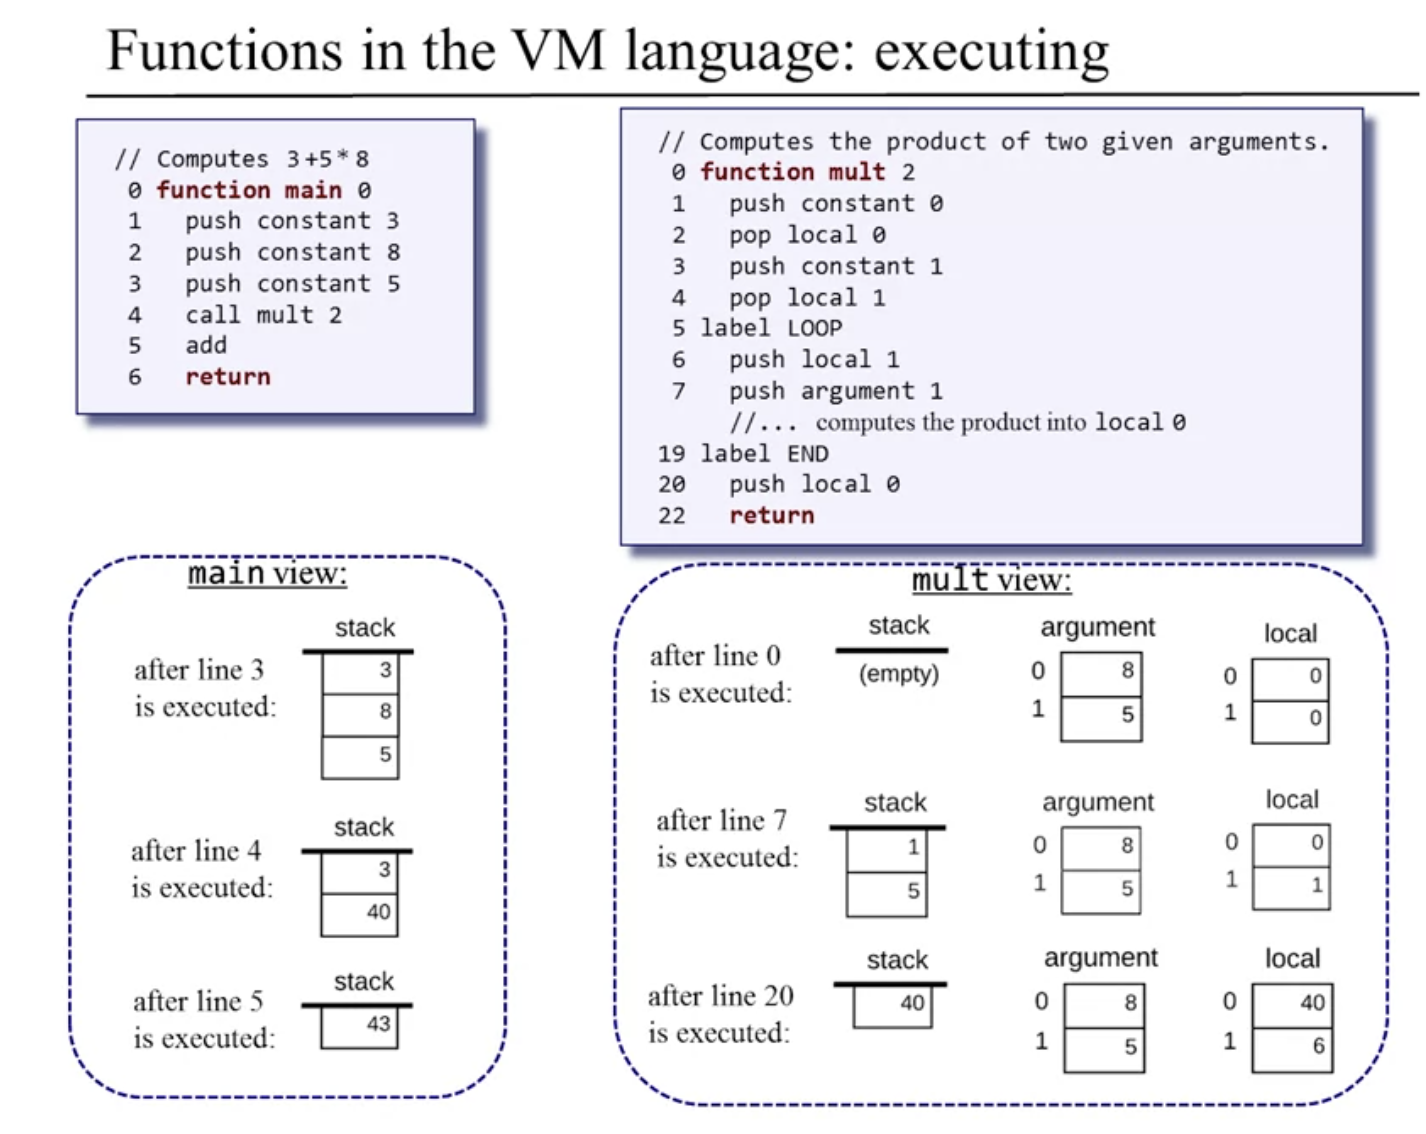 Functions in the VM language: executing
// Computes 3+5*8
0 function main 0
1 push constant 3
2 push constant 8
3 push constant 5
4 call mult 2
5 add
6 return
// Computes the product of two given arguments.
0 function mult 2
1 push constant 0
2 pop local 0
3 push constant 1
4 pop local 1
5 label LOOP
6 push local 1
7 push argument 1
//... computes the product into local 0
19 label END
20 push local 0
22 return
main view:
stack
after line 3
is executed:
3
8
5
stack
after line 4
is executed:
3
40
stack
after line 5
is executed:
43
mult view:
stack argument local
after line 0
is executed:
(empty)
0 8
1 5
0 0
1 0
stack argument local
after line 7
is executed:
1
5
0 8
1 5
0 0
1 1
stack argument local
after line 20
is executed:
40
0 8
1 5
0 40
1 6